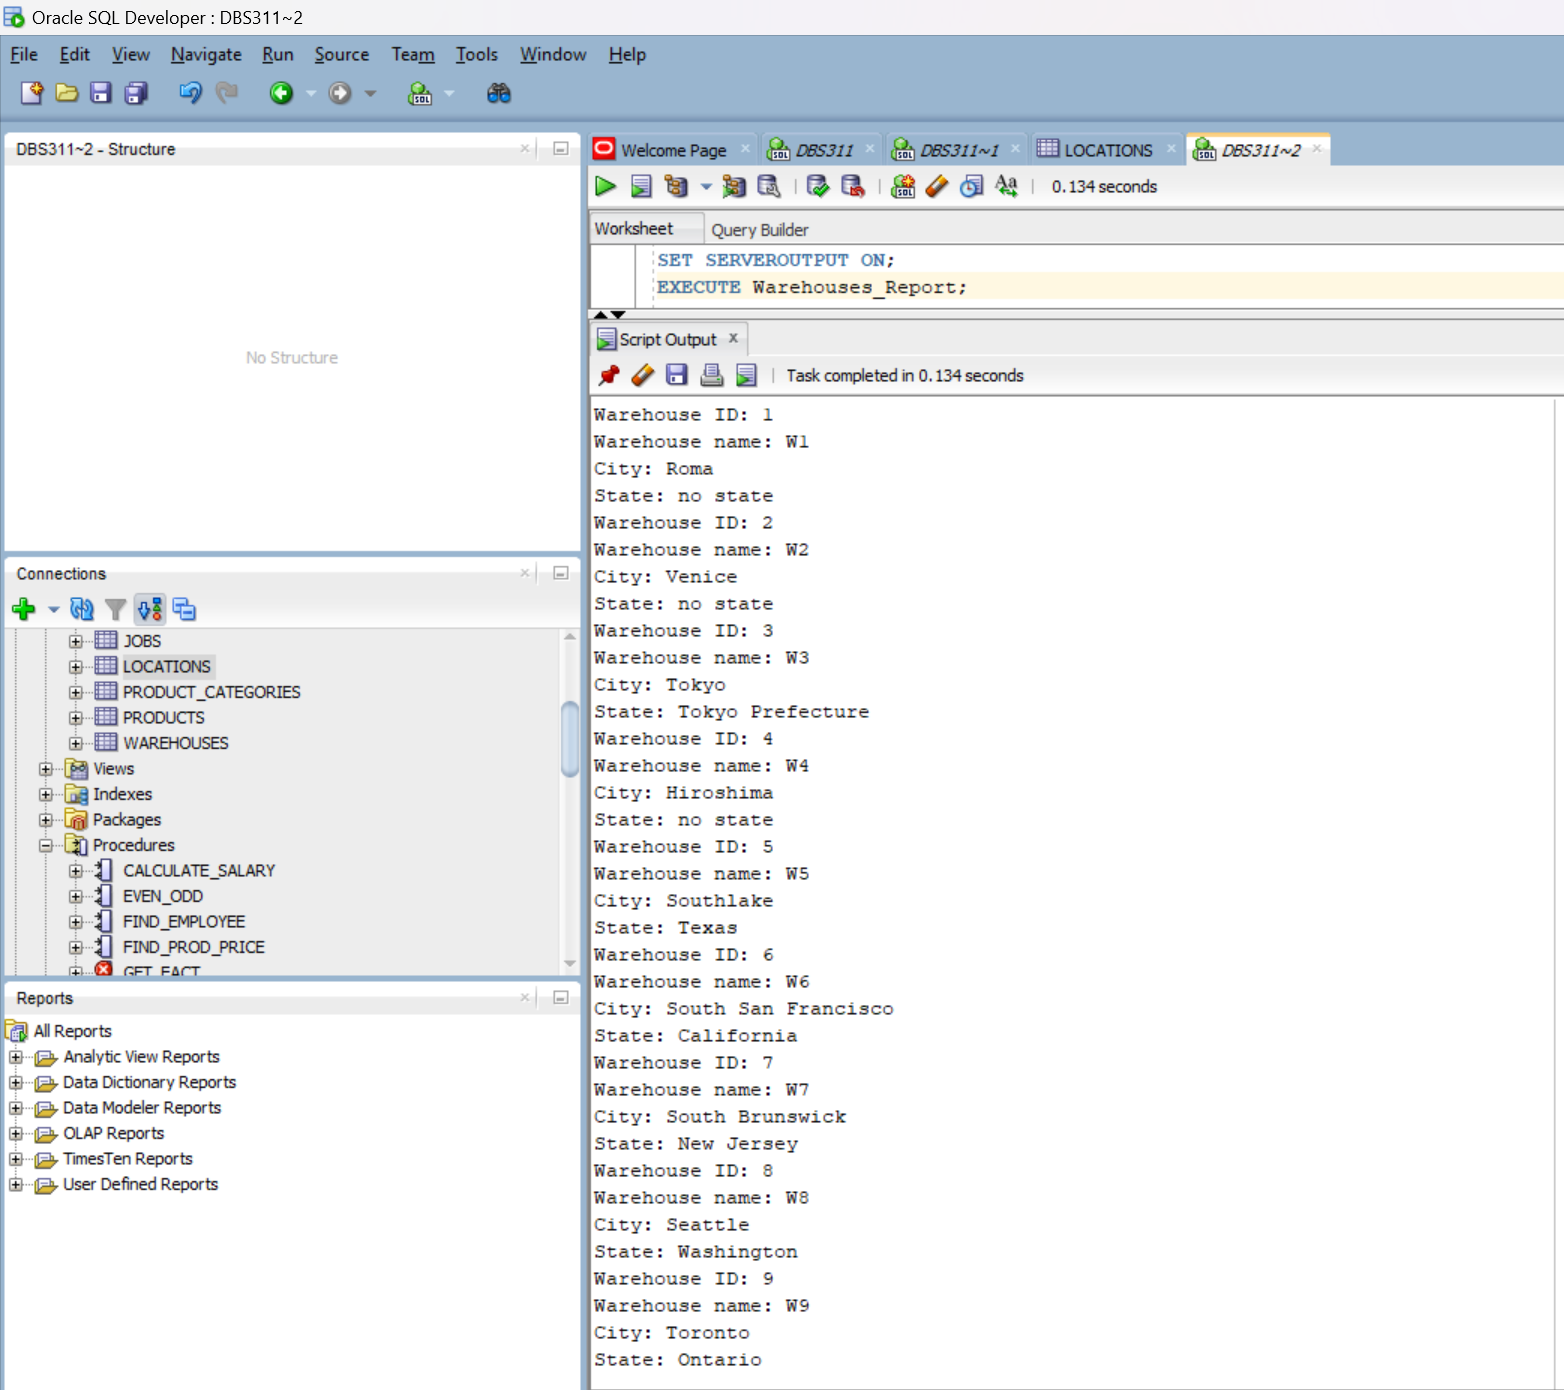 Oracle SQL Developer : DBS311~2
File Edit View Navigate Run Source Team Tools Window Help
DBS311~2 - Structure
No Structure
Connections
JOBS
LOCATIONS
PRODUCT_CATEGORIES
PRODUCTS
WAREHOUSES
Views
Indexes
Packages
Procedures
CALCULATE_SALARY
EVEN_ODD
FIND_EMPLOYEE
FIND_PROD_PRICE
GET_FACT
Reports
All Reports
Analytic View Reports
Data Dictionary Reports
Data Modeler Reports
OLAP Reports
TimesTen Reports
User Defined Reports
Welcome Page DBS311 DBS311~1 LOCATIONS DBS311~2
0.134 seconds
Worksheet Query Builder
SET SERVEROUTPUT ON;
EXECUTE Warehouses_Report;
Script Output x
Task completed in 0.134 seconds
Warehouse ID: 1
Warehouse name: W1
City: Roma
State: no state
Warehouse ID: 2
Warehouse name: W2
City: Venice
State: no state
Warehouse ID: 3
Warehouse name: W3
City: Tokyo
State: Tokyo Prefecture
Warehouse ID: 4
Warehouse name: W4
City: Hiroshima
State: no state
Warehouse ID: 5
Warehouse name: W5
City: Southlake
State: Texas
Warehouse ID: 6
Warehouse name: W6
City: South San Francisco
State: California
Warehouse ID: 7
Warehouse name: W7
City: South Brunswick
State: New Jersey
Warehouse ID: 8
Warehouse name: W8
City: Seattle
State: Washington
Warehouse ID: 9
Warehouse name: W9
City: Toronto
State: Ontario